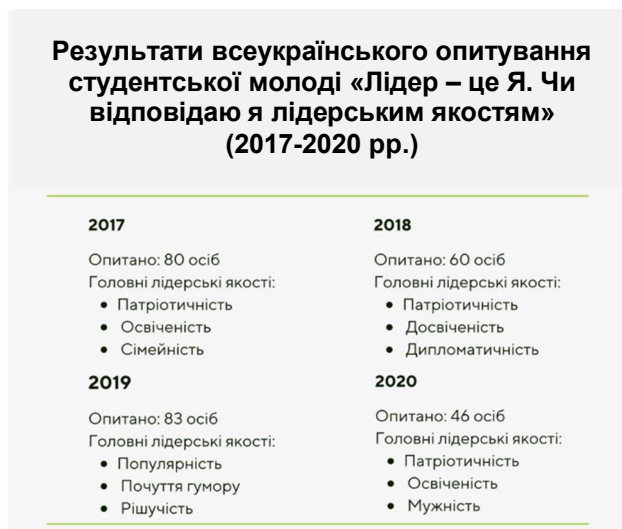 Результати всеукраїнського опитування
студентської молоді «Лідер – це Я. Чи
відповідаю я лідерським якостям»
(2017-2020 рр.)
2017
Опитано: 80 осіб
Головні лідерські якості:
• Патріотичність
• Освіченість
• Сімейність
2018
Опитано: 60 осіб
Головні лідерські якості:
• Патріотичність
• Досвіченість
• Дипломатичність
2019
Опитано: 83 осіб
Головні лідерські якості:
• Популярність
• Почуття гумору
• Рішучість
2020
Опитано: 46 осіб
Головні лідерські якості:
• Патріотичність
• Освіченість
• Мужність